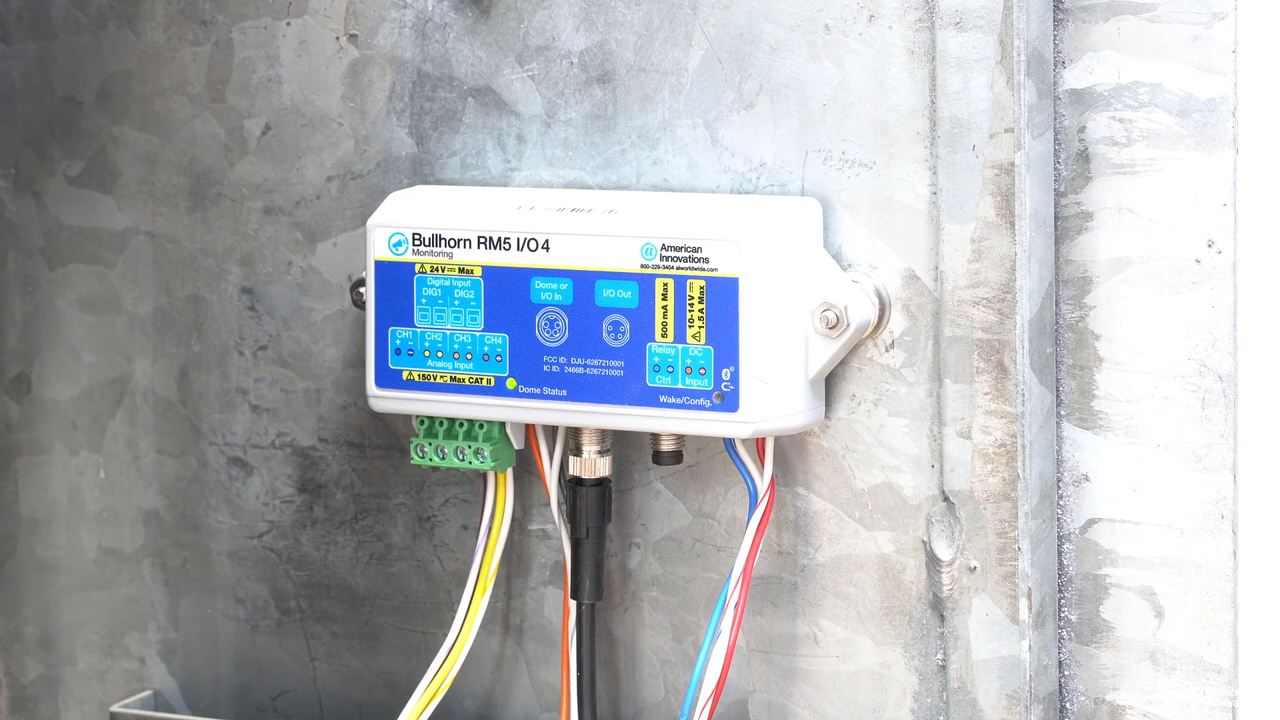 Bullhorn RM5 I/O4
Monitoring
American
Innovations
800-229-3404 aiworldwide.com
24V Max
Digital Input
DIG1 DIG2
+ - + -
CH1 CH2 CH3 CH4
+ - + - + - + -
Analog Input
150V Max CAT II
Dome Status
Dome or
I/O In
I/O Out
FCC ID: DJU-6267210001
IC ID: 2466B-6267210001
500 mA Max
10-14V
1.5A Max
Relay
+ -
Ctrl
DC
+ -
Input
Wake/Config.